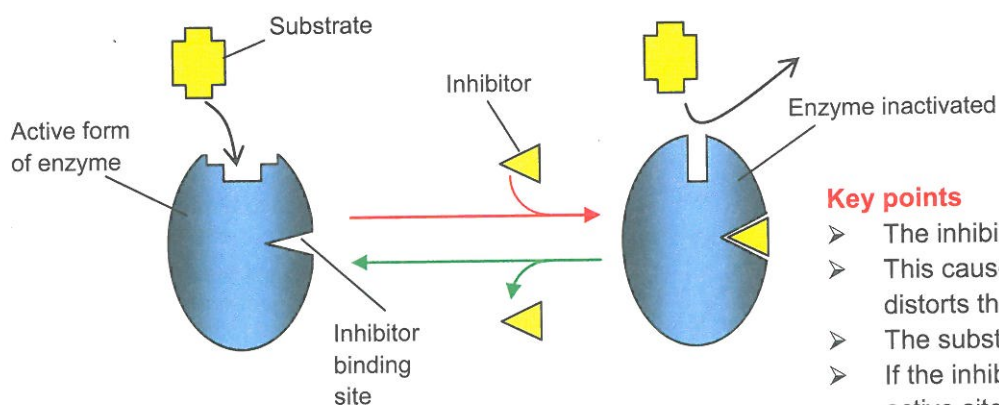 Substrate
Inhibitor
Active form
of enzyme
Enzyme inactivated
Inhibitor
binding
site
Key points
➢ The inhibi
➢ This caus
distorts th
➢ The subst
➢ If the inhib